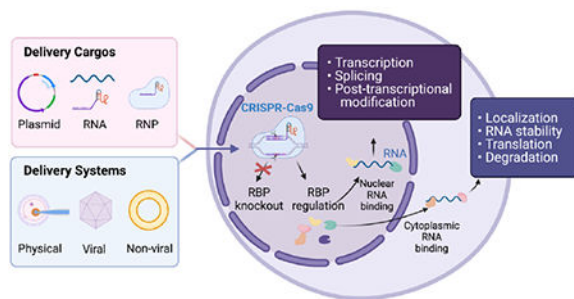 Delivery Cargos
Plasmid
RNA
RNP
Delivery Systems
Physical
Viral
Non-viral
CRISPR-Cas9
RBP
knockout
RBP
regulation
RNA
Nuclear
RNA
binding
Cytoplasmic
RNA
binding
• Transcription
• Splicing
• Post-transcriptional
modification
• Localization
• RNA stability
• Translation
• Degradation